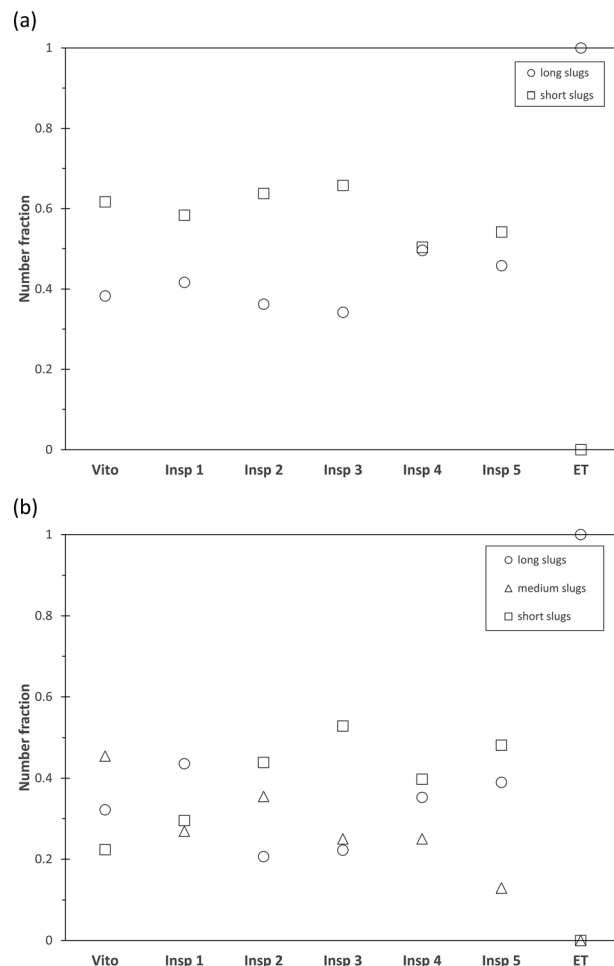 (a)
1
0.8
0.6
0.4
0.2
0
Number fraction
long slugs
short slugs
Vito Insp 1 Insp 2 Insp 3 Insp 4 Insp 5 ET
(b)
1
0.8
0.6
0.4
0.2
0
Number fraction
long slugs
medium slugs
short slugs
Vito Insp 1 Insp 2 Insp 3 Insp 4 Insp 5 ET